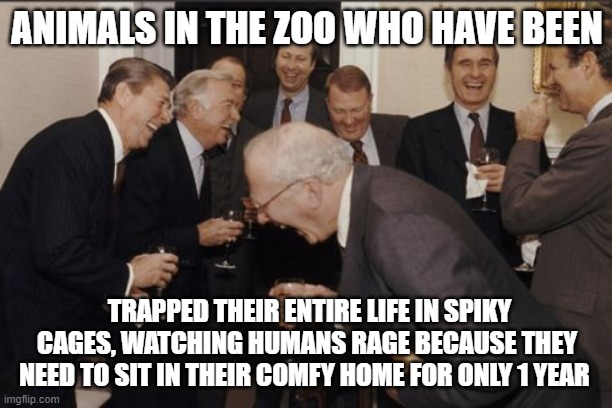 ANIMALS IN THE ZOO WHO HAVE BEEN
TRAPPED THEIR ENTIRE LIFE IN SPIKY
CAGES, WATCHING HUMANS RAGE BECAUSE THEY
NEED TO SIT IN THEIR COMFY HOME FOR ONLY 1 YEAR
imgflip.com